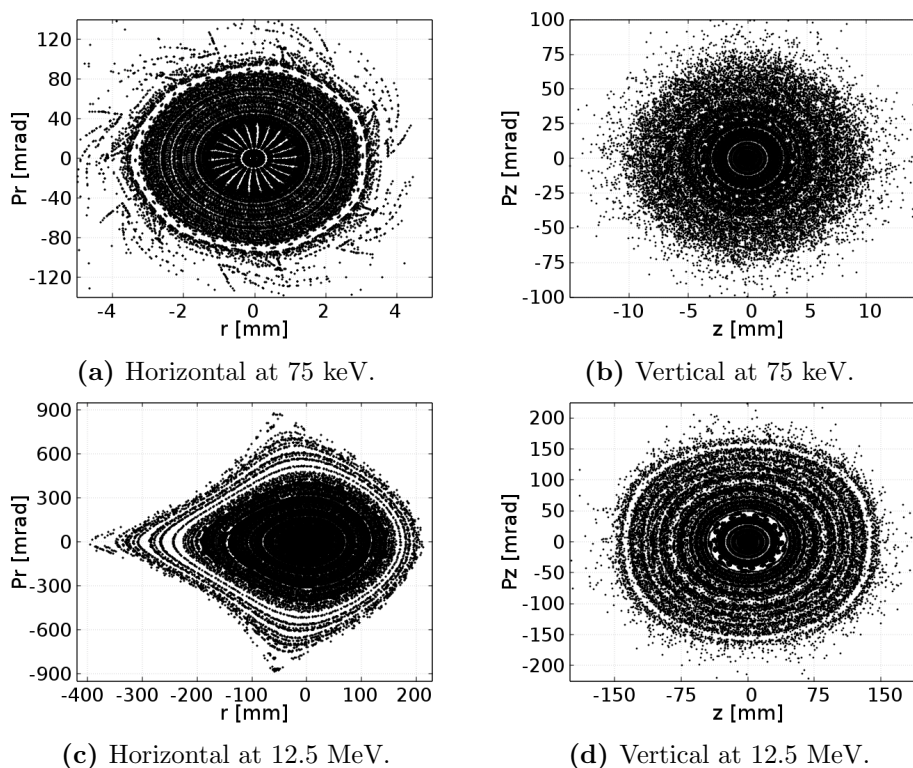 120
80
40
0
-40
-80
-120
Pr [mrad]
-4 -2 0 2 4
r [mm]
(a) Horizontal at 75 keV.
100
75
50
25
0
-25
-50
-75
-100
Pz [mrad]
-10 -5 0 5 10
z [mm]
(b) Vertical at 75 keV.
900
600
300
0
-300
-600
-900
Pr [mrad]
-400 -300 -200 -100 0 100 200
r [mm]
(c) Horizontal at 12.5 MeV.
200
150
100
50
0
-50
-100
-150
-200
Pz [mrad]
-150 -75 0 75 150
z [mm]
(d) Vertical at 12.5 MeV.